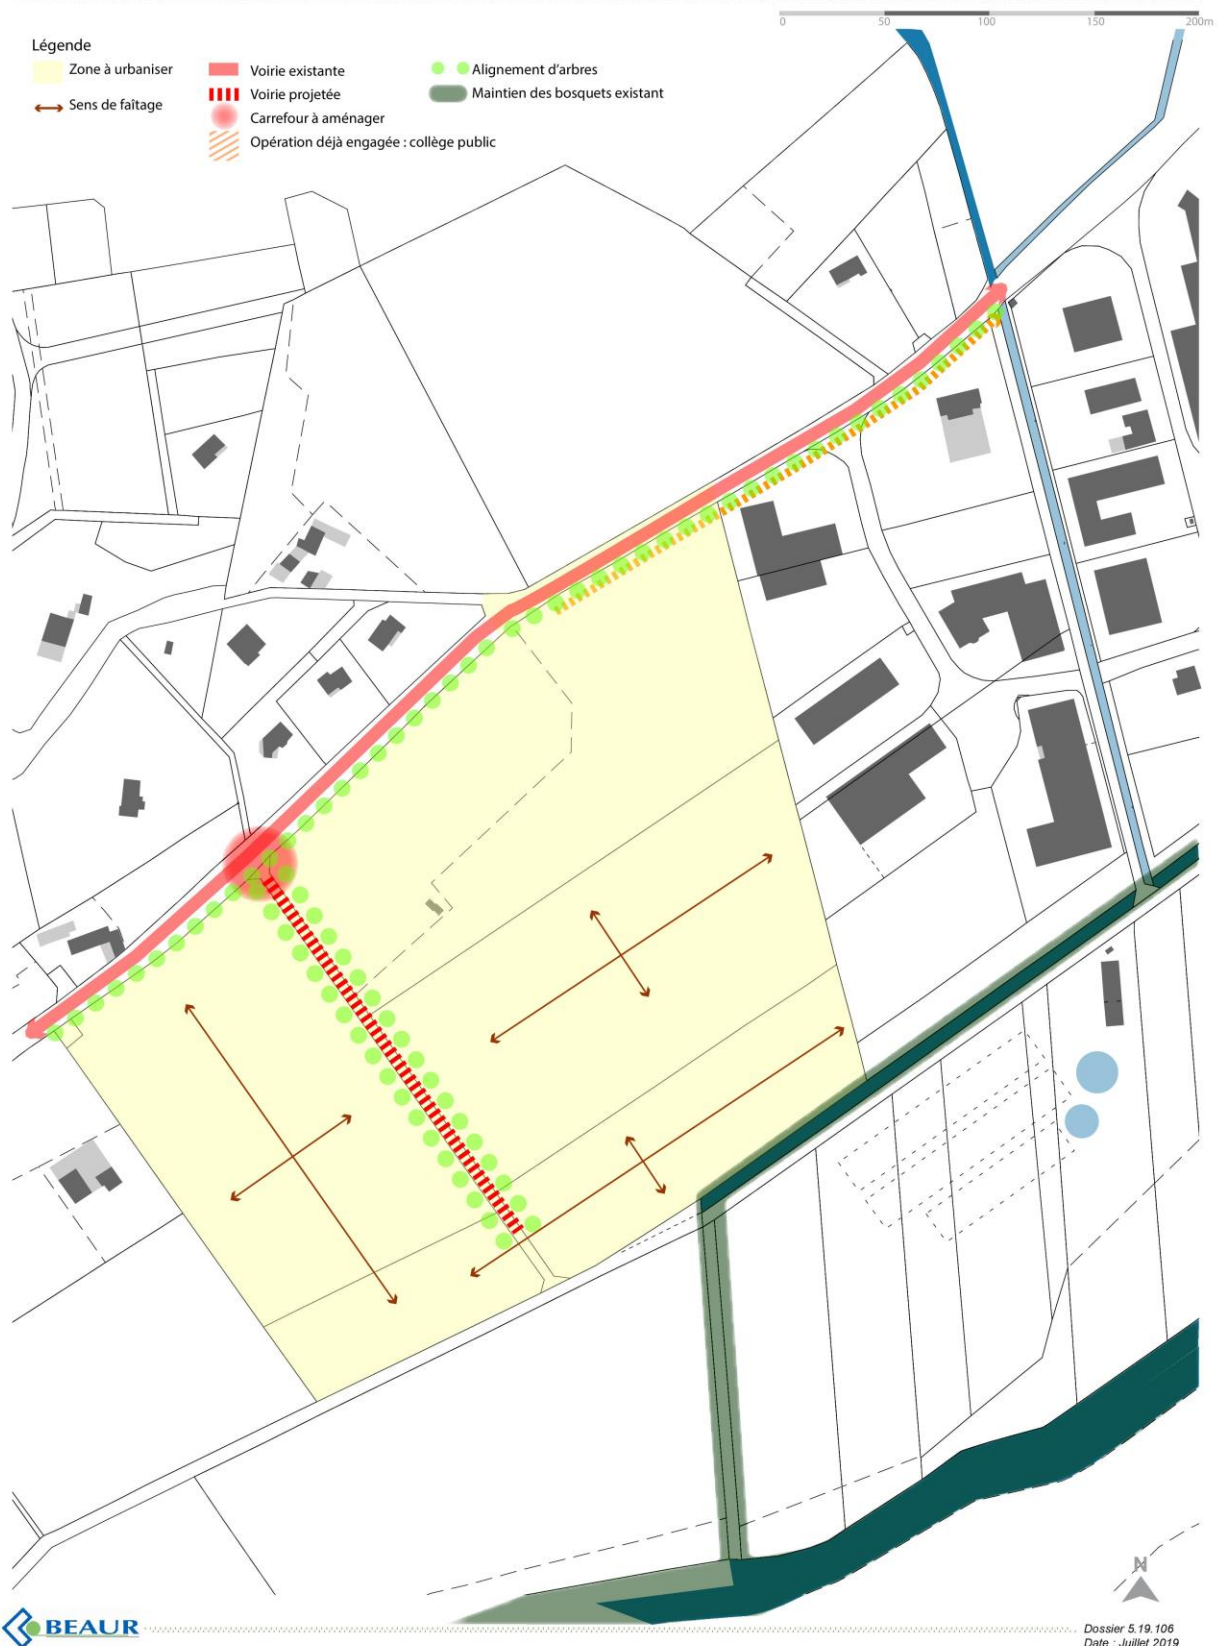 0 50 100 150 200m
Légende
Zone à urbaniser
Sens de faîtage
Voirie existante
Voirie projetée
Carrefour à aménager
Opération déjà engagée : collège public
Alignement d'arbres
Maintien des bosquets existant
N
BEAUR
Dossier 5.19.106
Date : Juillet 2019